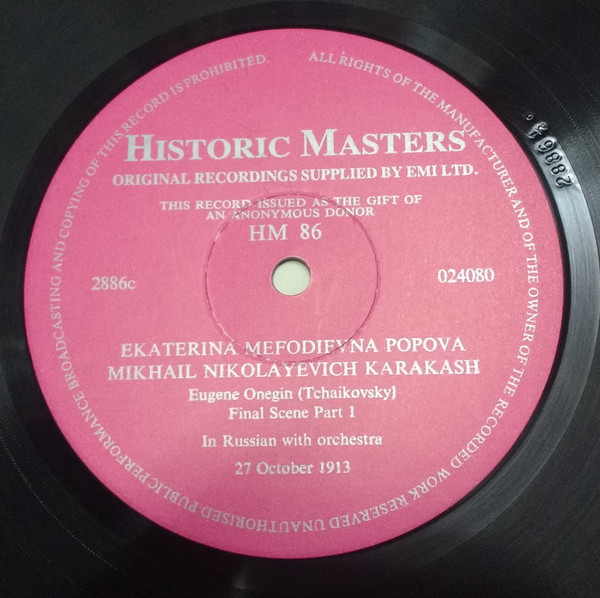 ALL RIGHTS OF THE MANUFACTURER AND OF THE OWNER OF THE RECORDED WORK RESERVED UNAUTHORISED PUBLIC PERFORMANCE BROADCASTING AND COPYING OF THIS RECORD IS PROHIBITED.
HISTORIC MASTERS
ORIGINAL RECORDINGS SUPPLIED BY EMI LTD.
THIS RECORD ISSUED AS THE GIFT OF
AN ANONYMOUS DONOR
HM 86
2886c
024080
EKATERINA MEFODIEVNA POPOVA
MIKHAIL NIKOLAYEVICH KARAKASH
Eugene Onegin (Tchaikovsky)
Final Scene Part 1
In Russian with orchestra
27 October 1913